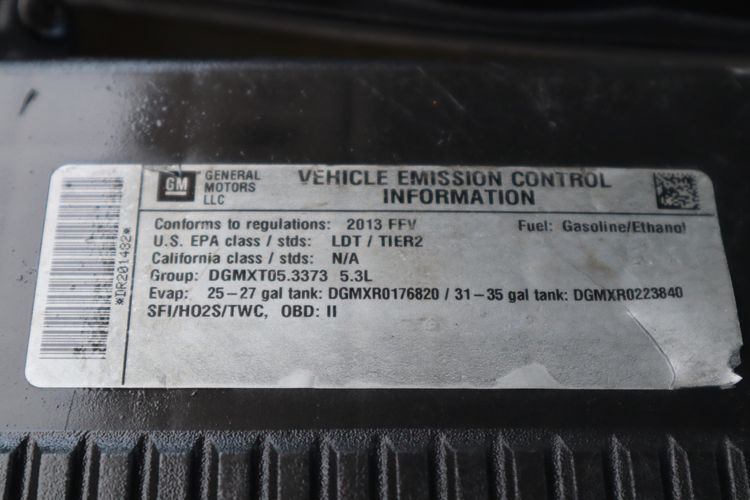 GM
GENERAL
MOTORS
LLC
VEHICLE EMISSION CONTROL
INFORMATION
Conforms to regulations: 2013 FFV Fuel: Gasoline/Ethanol
U.S. EPA class / stds: LDT / TIER2
California class / stds: N/A
Group: DGMXT05.3373 5.3L
Evap: 25-27 gal tank: DGMXR0176820 / 31-35 gal tank: DGMXR0223840
SFI/HO2S/TWC, OBD: II
*DR201482*